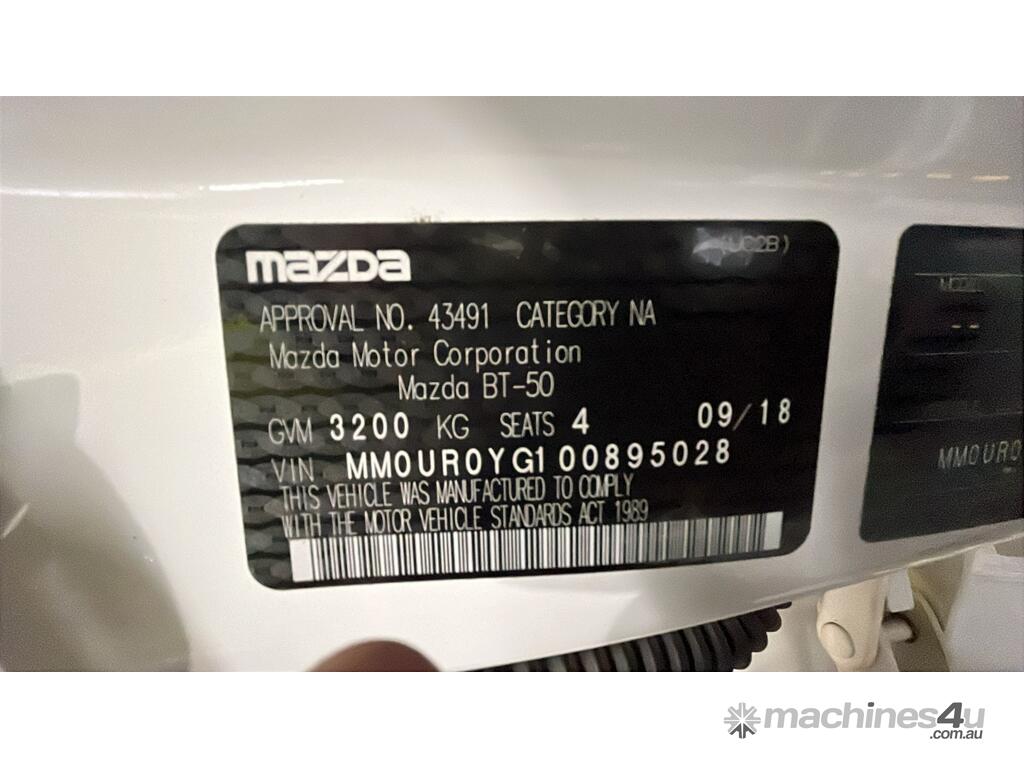 (UC2B)
mazda
APPROVAL NO. 43491 CATEGORY NA
Mazda Motor Corporation
Mazda BT-50
GVM 3200 KG SEATS 4 09/18
VIN MM0UR0YG100895028
THIS VEHICLE WAS MANUFACTURED TO COMPLY
WITH THE MOTOR VEHICLE STANDARDS ACT 1989
MM0UR0
machines4u
.com.au